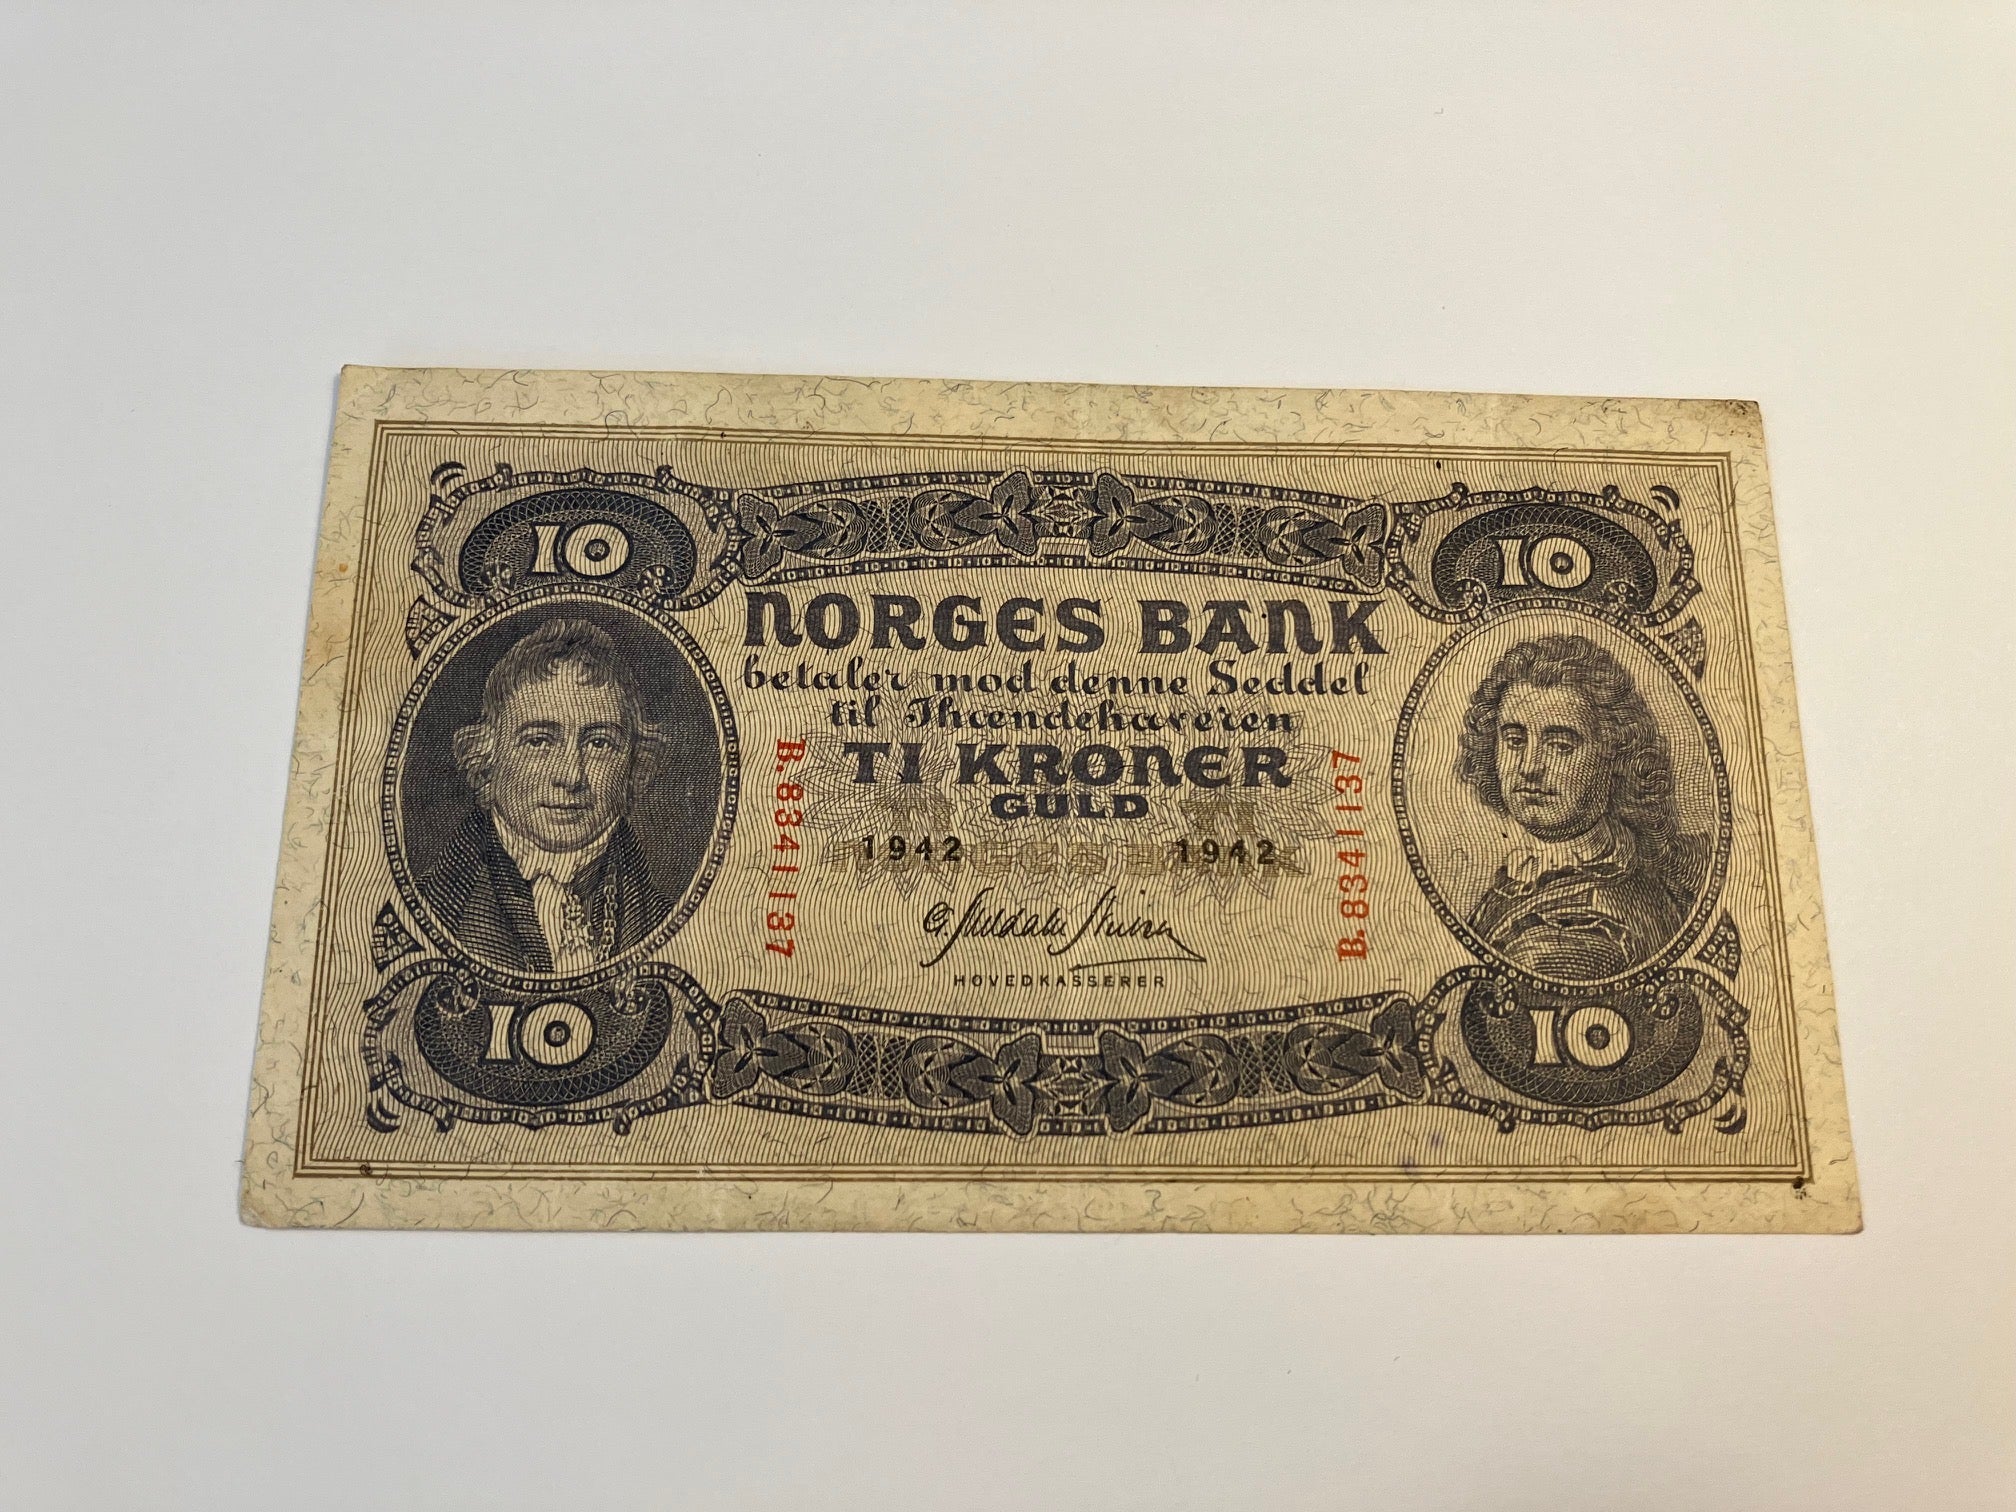 10
10
NORGES BANK
betaler mod denne Seddel
til Ihændehaveren
TI KRONER
GULD
1942 1942
B.8341137
B.8341137
HOVEDKASSERER
10
10